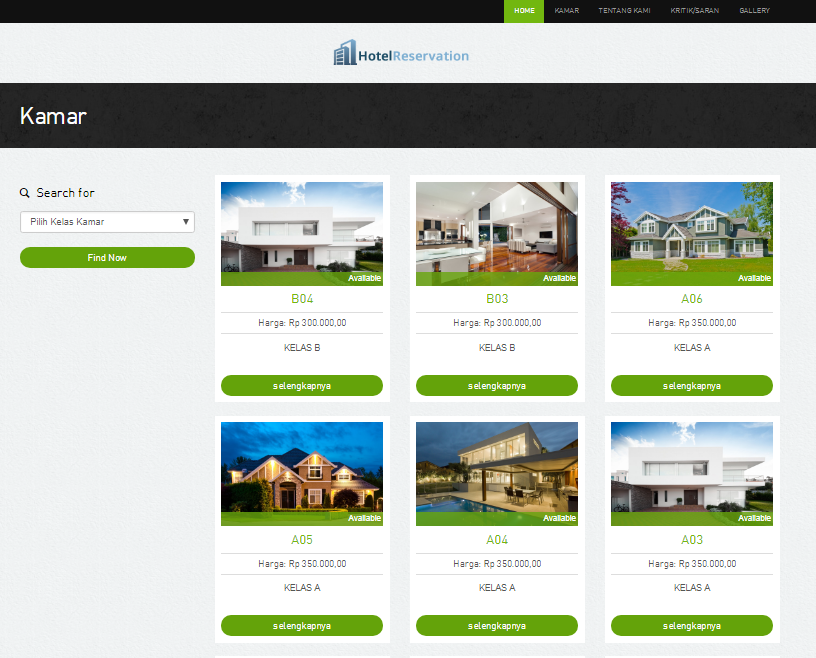 HOME KAMAR TENTANG KAMI KRITIK/SARAN GALLERY
HotelReservation
Kamar
Search for
Pilih Kelas Kamar
Find Now
Available Available Available
B04 B03 A06
Harga: Rp 300.000,00 Harga: Rp 300.000,00 Harga: Rp 350.000,00
KELAS B KELAS B KELAS A
selengkapnya selengkapnya selengkapnya
Available Available Available
A05 A04 A03
Harga: Rp 350.000,00 Harga: Rp 350.000,00 Harga: Rp 350.000,00
KELAS A KELAS A KELAS A
selengkapnya selengkapnya selengkapnya